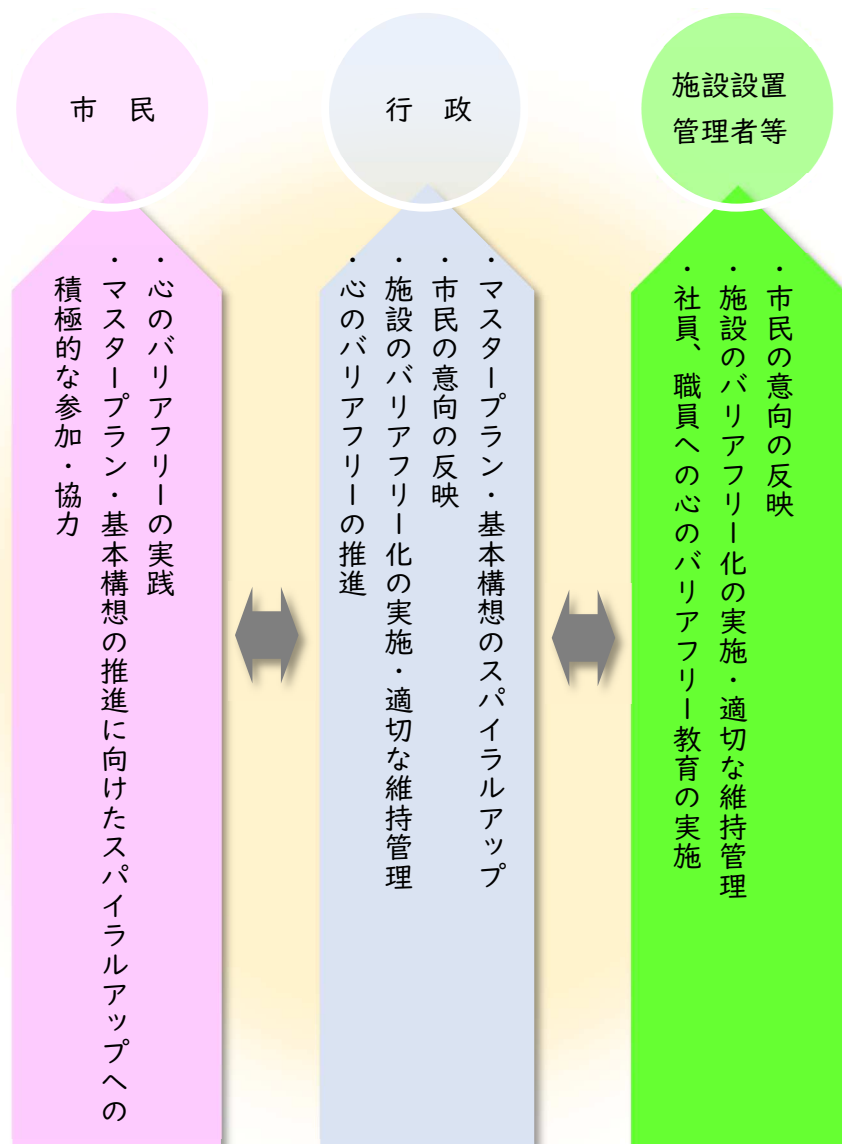 市民
・心のバリアフリーの実践
・マスタープラン・基本構想の推進に向けたスパイラルアップへの
積極的な参加・協力
行政
・マスタープラン・基本構想のスパイラルアップ
・市民の意向の反映
・施設のバリアフリー化の実施・適切な維持管理
・心のバリアフリーの推進
施設設置
管理者等
・市民の意向の反映
・施設のバリアフリー化の実施・適切な維持管理
・社員、職員への心のバリアフリー教育の実施